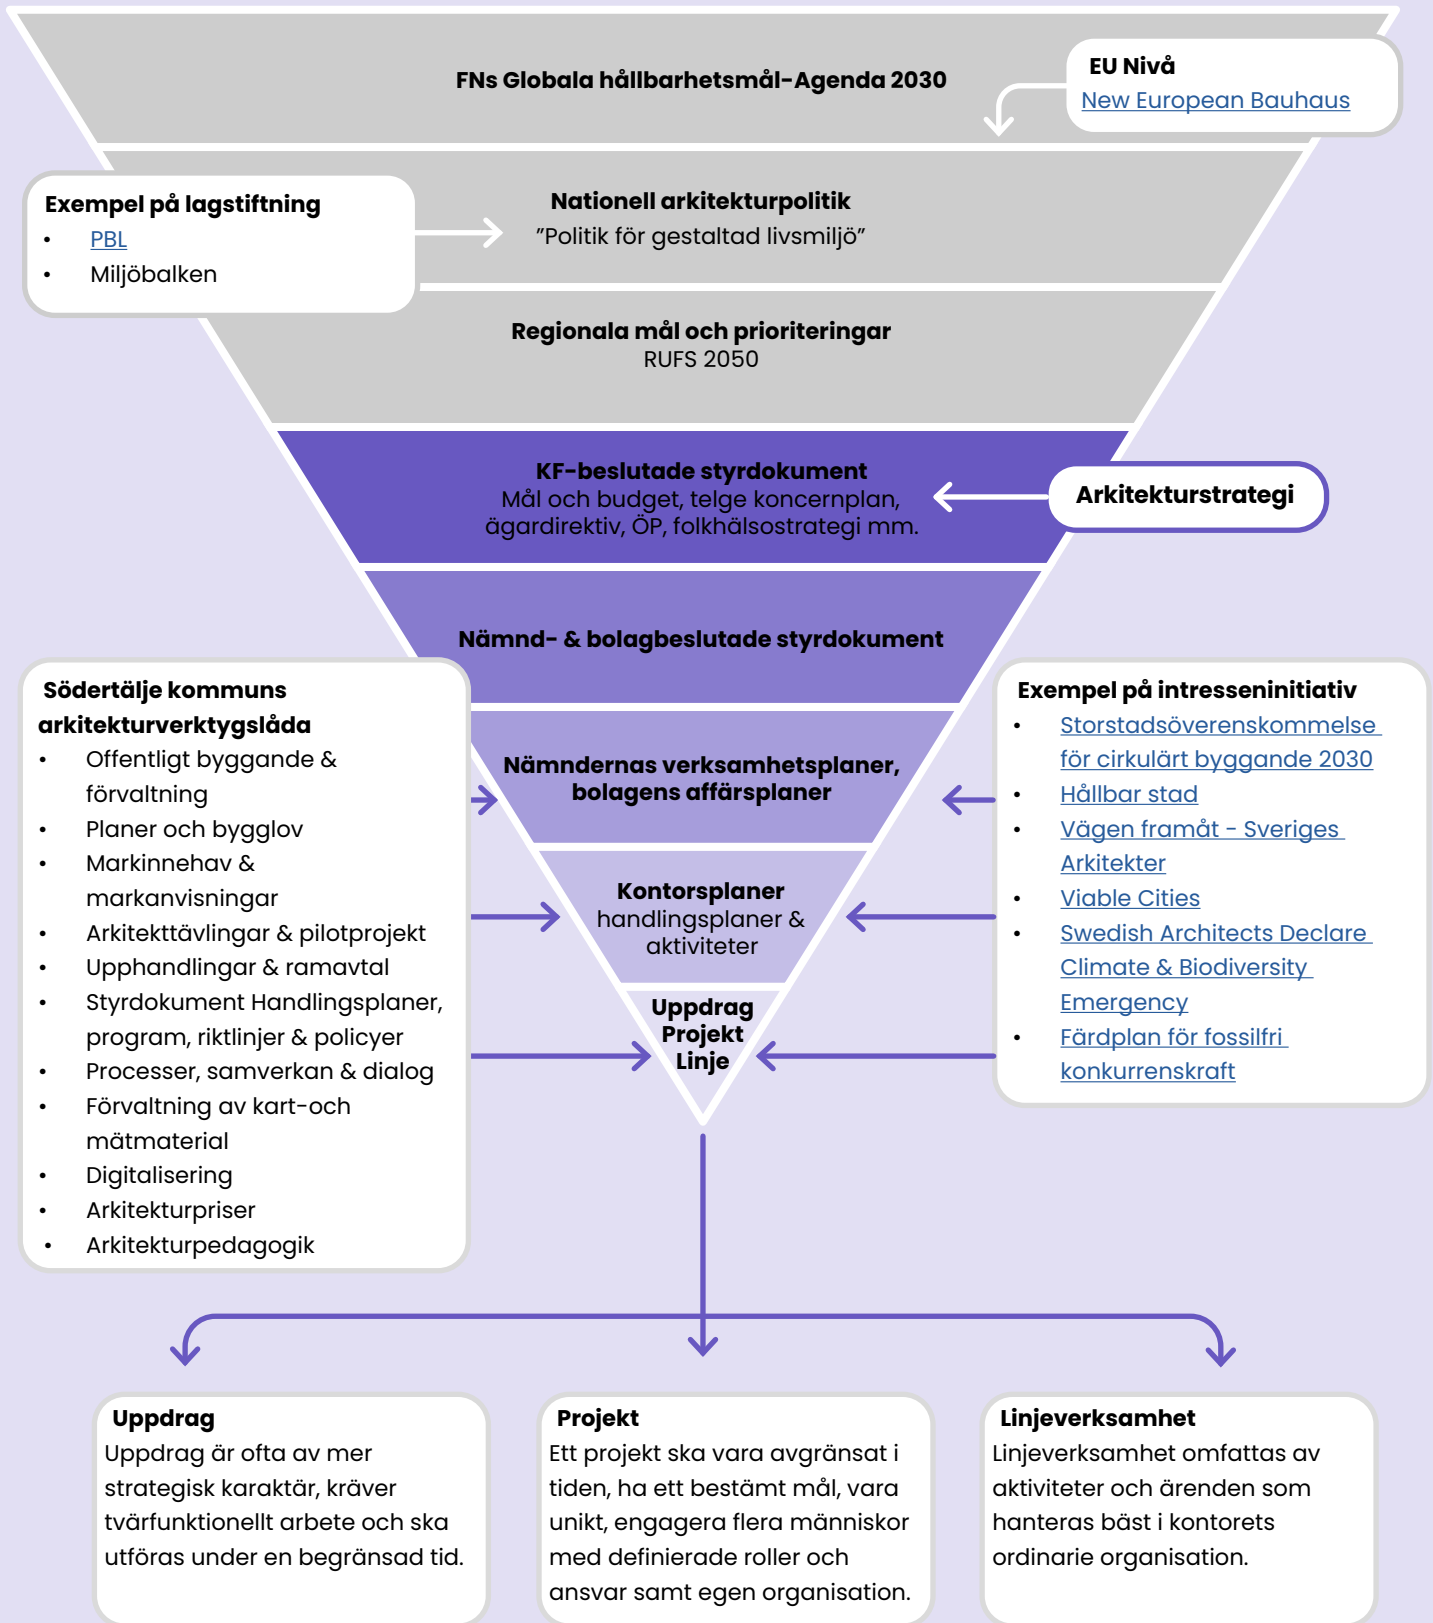 FNs Globala hållbarhetsmål-Agenda 2030
EU Nivå
New European Bauhaus
Exempel på lagstiftning
• PBL
• Miljöbalken
Nationell arkitekturpolitik
”Politik för gestaltad livsmiljö”
Regionala mål och prioriteringar
RUFS 2050
KF-beslutade styrdokument
Mål och budget, telge koncernplan,
ägardirektiv, ÖP, folkhälsostrategi mm.
Arkitekturstrategi
Nämnd- & bolagbeslutade styrdokument
Södertälje kommuns
arkitekturverktygslåda
• Offentligt byggande &
förvaltning
• Planer och bygglov
• Markinnehav &
markanvisningar
• Arkitekttävlingar & pilotprojekt
• Upphandlingar & ramavtal
• Styrdokument Handlingsplaner,
program, riktlinjer & policyer
• Processer, samverkan & dialog
• Förvaltning av kart-och
mätmaterial
• Digitalisering
• Arkitekturpriser
• Arkitekturpedagogik
Nämndernas verksamhetsplaner,
bolagens affärsplaner
Kontorsplaner
handlingsplaner &
aktiviteter
Uppdrag
Projekt
Linje
Exempel på intresseninitiativ
• Storstadsöverenskommelse
för cirkulärt byggande 2030
• Hållbar stad
• Vägen framåt - Sveriges
Arkitekter
• Viable Cities
• Swedish Architects Declare
Climate & Biodiversity
Emergency
• Färdplan för fossilfri
konkurrenskraft
Uppdrag
Uppdrag är ofta av mer
strategisk karaktär, kräver
tvärfunktionellt arbete och ska
utföras under en begränsad tid.
Projekt
Ett projekt ska vara avgränsat i
tiden, ha ett bestämt mål, vara
unikt, engagera flera människor
med definierade roller och
ansvar samt egen organisation.
Linjeverksamhet
Linjeverksamhet omfattas av
aktiviteter och ärenden som
hanteras bäst i kontorets
ordinarie organisation.